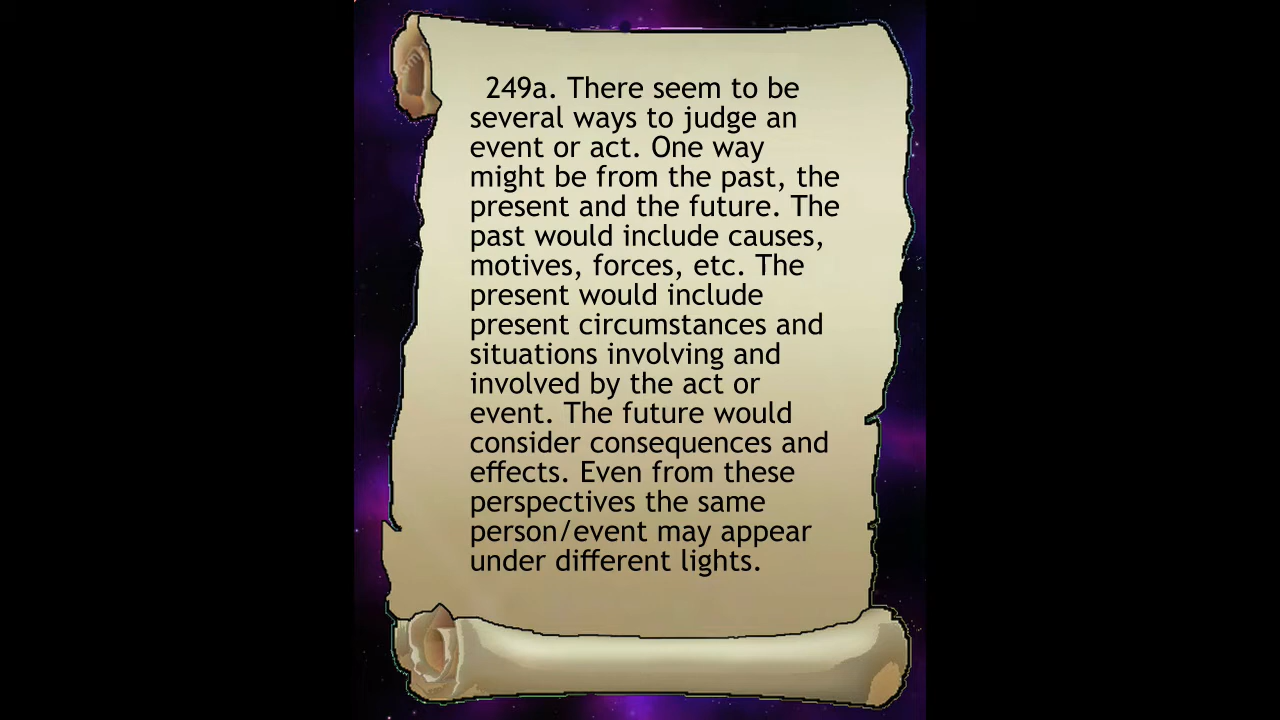 249a. There seem to be
several ways to judge an
event or act. One way
might be from the past, the
present and the future. The
past would include causes,
motives, forces, etc. The
present would include
present circumstances and
situations involving and
involved by the act or
event. The future would
consider consequences and
effects. Even from these
perspectives the same
person/event may appear
under different lights.